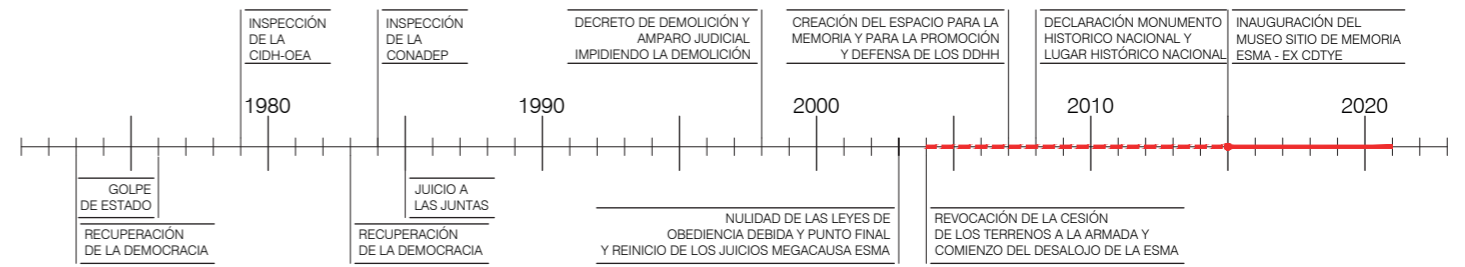 INSPECCIÓN
DE LA
CIDH-OEA
INSPECCIÓN
DE LA
CONADEP
DECRETO DE DEMOLICIÓN Y
AMPARO JUDICIAL
IMPIDIENDO LA DEMOLICIÓN
CREACIÓN DEL ESPACIO PARA LA
MEMORIA Y PARA LA PROMOCIÓN
Y DEFENSA DE LOS DDHH
DECLARACIÓN MONUMENTO
HISTORICO NACIONAL Y
LUGAR HISTÓRICO NACIONAL
INAUGURACIÓN DEL
MUSEO SITIO DE MEMORIA
ESMA - EX CDTYE
1980
1990
2000
2010
2020
GOLPE
DE ESTADO
RECUPERACIÓN
DE LA DEMOCRACIA
JUICIO A
LAS JUNTAS
RECUPERACIÓN
DE LA DEMOCRACIA
NULIDAD DE LAS LEYES DE
OBEDIENCIA DEBIDA Y PUNTO FINAL
Y REINICIO DE LOS JUICIOS MEGACAUSA ESMA
REVOCACIÓN DE LA CESIÓN
DE LOS TERRENOS A LA ARMADA Y
COMIENZO DEL DESALOJO DE LA ESMA